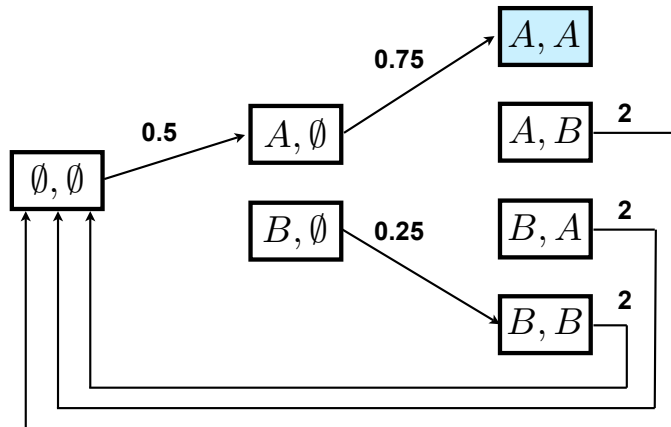 A, A
0.75
A, B
2
0.5
A, ∅
∅, ∅
B, ∅
0.25
B, A
2
B, B
2